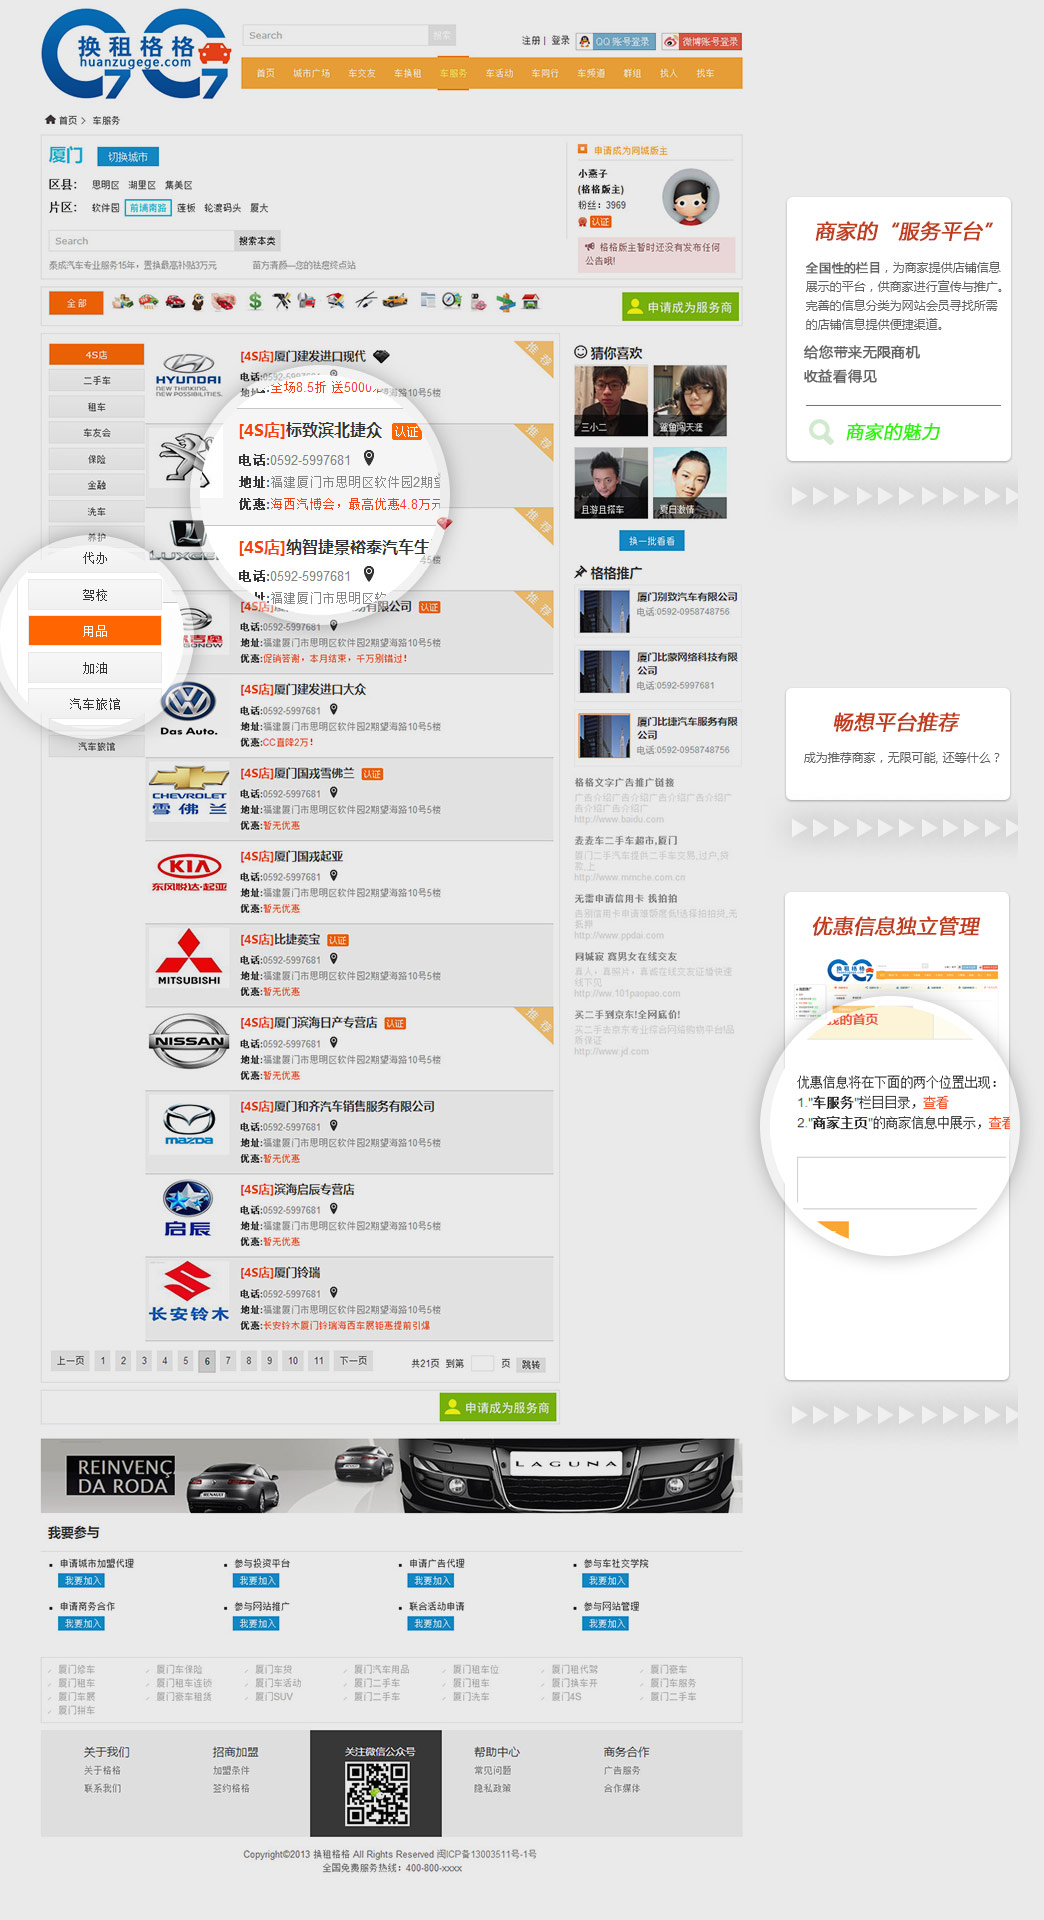 换租格格
huanzugege.com
Search
搜索
注册 | 登录
QQ 账号登录
微博账号登录
首页 城市广场 车交友 车换租 车服务 车活动 车同行 车频道 群组 找人 找车
首页 > 车服务
厦门 切换城市
区县： 思明区 湖里区 集美区
片区： 软件园 前埔南路 莲板 轮渡码头 厦大
Search
搜索本类
泰成汽车专业服务15年，置换最高补贴3万元
苗方清颜—您的祛痘终点站
申请成为同城版主
小燕子
(格格版主)
粉丝：3969
认证
格格版主暂时还没有发布任何
公告哦!
全部
申请成为服务商
4S店
二手车
租车
车友会
保险
金融
洗车
养护
代办
驾校
用品
加油
汽车旅馆
汽车旅馆
HYUNDAI
NEW THINKING.
NEW POSSIBILITIES.
[4S店]厦门建发进口现代
推荐
电话:0592-5997681
全场8.5折 送5000
[4S店]标致滨北捷众 认证
电话:0592-5997681
地址:福建厦门市思明区软件园2期望
优惠:海西汽博会，最高优惠4.8万元
推荐
LUXGEN
[4S店]纳智捷景裕泰汽车生
电话:0592-5997681
福建厦门市思明区软件
推荐
务有限公司 认证
电话:0592-5997681
地址:福建厦门市思明区软件园2期望海路10号5楼
优惠:促销答谢，本月结束，千万别错过!
推荐
Das Auto.
[4S店]厦门建发进口大众
电话:0592-5997681
地址:福建厦门市思明区软件园2期望海路10号5楼
优惠:CC直降2万!
CHEVROLET
雪佛兰
[4S店]厦门国戎雪佛兰 认证
电话:0592-5997681
地址:福建厦门市思明区软件园2期望海路10号5楼
优惠:暂无优惠
KIA
东风悦达·起亚
[4S店]厦门国戎起亚
电话:0592-5997681
地址:福建厦门市思明区软件园2期望海路10号5楼
优惠:暂无优惠
MITSUBISHI
[4S店]比捷菱宝 认证
电话:0592-5997681
地址:福建厦门市思明区软件园2期望海路10号5楼
优惠:暂无优惠
NISSAN
[4S店]厦门滨海日产专营店 认证
电话:0592-5997681
地址:福建厦门市思明区软件园2期望海路10号5楼
优惠:暂无优惠
推荐
mazda
[4S店]厦门和齐汽车销售服务有限公司
电话:0592-5997681
地址:福建厦门市思明区软件园2期望海路10号5楼
优惠:暂无优惠
启辰
[4S店]滨海启辰专营店
电话:0592-5997681
地址:福建厦门市思明区软件园2期望海路10号5楼
优惠:暂无优惠
长安铃木
[4S店]厦门铃瑞
电话:0592-5997681
地址:福建厦门市思明区软件园2期望海路10号5楼
优惠:长安铃木厦门铃瑞海西车展钜惠提前引爆
上一页 1 2 3 4 5 6 7 8 9 10 11 下一页 共21页 到第 页 跳转
申请成为服务商
猜你喜欢
三小二
鲨鱼闯天涯
且游且搭车
夏日激情
换一批看看
格格推广
厦门别致汽车有限公司
电话:0592-0958748756
厦门比蒙网络科技有限
公司
电话:0592-5997681
厦门比捷汽车服务有限
公司
电话:0592-0958748756
格格文字广告推广链接
广告介绍广告介绍广告介绍广告介绍广
告介绍广告介绍广
http://www.baidu.com
麦麦车二手车超市,厦门
厦门二手汽车提供二手车交易,过户,贷
款,上
http://www.mmche.com.cn
无需申请信用卡 找拍拍
http://www.ppdai.com
同城寂 寞男女在线交友
真人，真照片，真诚在线交友证婚快速
线下见
http://ww.101paopao.com
买二手到京东!全网底价!
买二手去京东专业综合网络购物平台!品
质保证
http://www.jd.com
商家的“服务平台”
全国性的栏目，为商家提供店铺信息
展示的平台，供商家进行宣传与推广。
完善的信息分类为网站会员寻找所需
的店铺信息提供便捷渠道。
给您带来无限商机
收益看得见
商家的魅力
畅想平台推荐
成为推荐商家，无限可能, 还等什么？
优惠信息独立管理
换租格格
我的首页
优惠信息将在下面的两个位置出现：
1."车服务"栏目目录，查看
2."商家主页"的商家信息中展示，查看
REINVENÇ
DA RODA
RENAULT
LAGUNA
我要参与
申请城市加盟代理 参与投资平台 申请广告代理 参与车社交学院
我要加入 我要加入 我要加入 我要加入
申请商务合作 参与网站推广 联合活动申请 参与网站管理
我要加入 我要加入 我要加入 我要加入
厦门修车 厦门车保险 厦门车贷 厦门汽车用品 厦门租车位 厦门租代驾 厦门豪车
厦门租车 厦门租车连锁 厦门车活动 厦门二手车 厦门租车 厦门换车开 厦门车服务
厦门车展 厦门豪车租赁 厦门SUV 厦门二手车 厦门洗车 厦门4S 厦门二手车
厦门拼车
关于我们 招商加盟 关注微信公众号 帮助中心 商务合作
关于格格 加盟条件 常见问题 广告服务
联系我们 签约格格 隐私政策 合作媒体
Copyright©2013 换租格格 All Rights Reserved 闽ICP备13003511号-1号
全国免费服务热线：400-800-xxxx